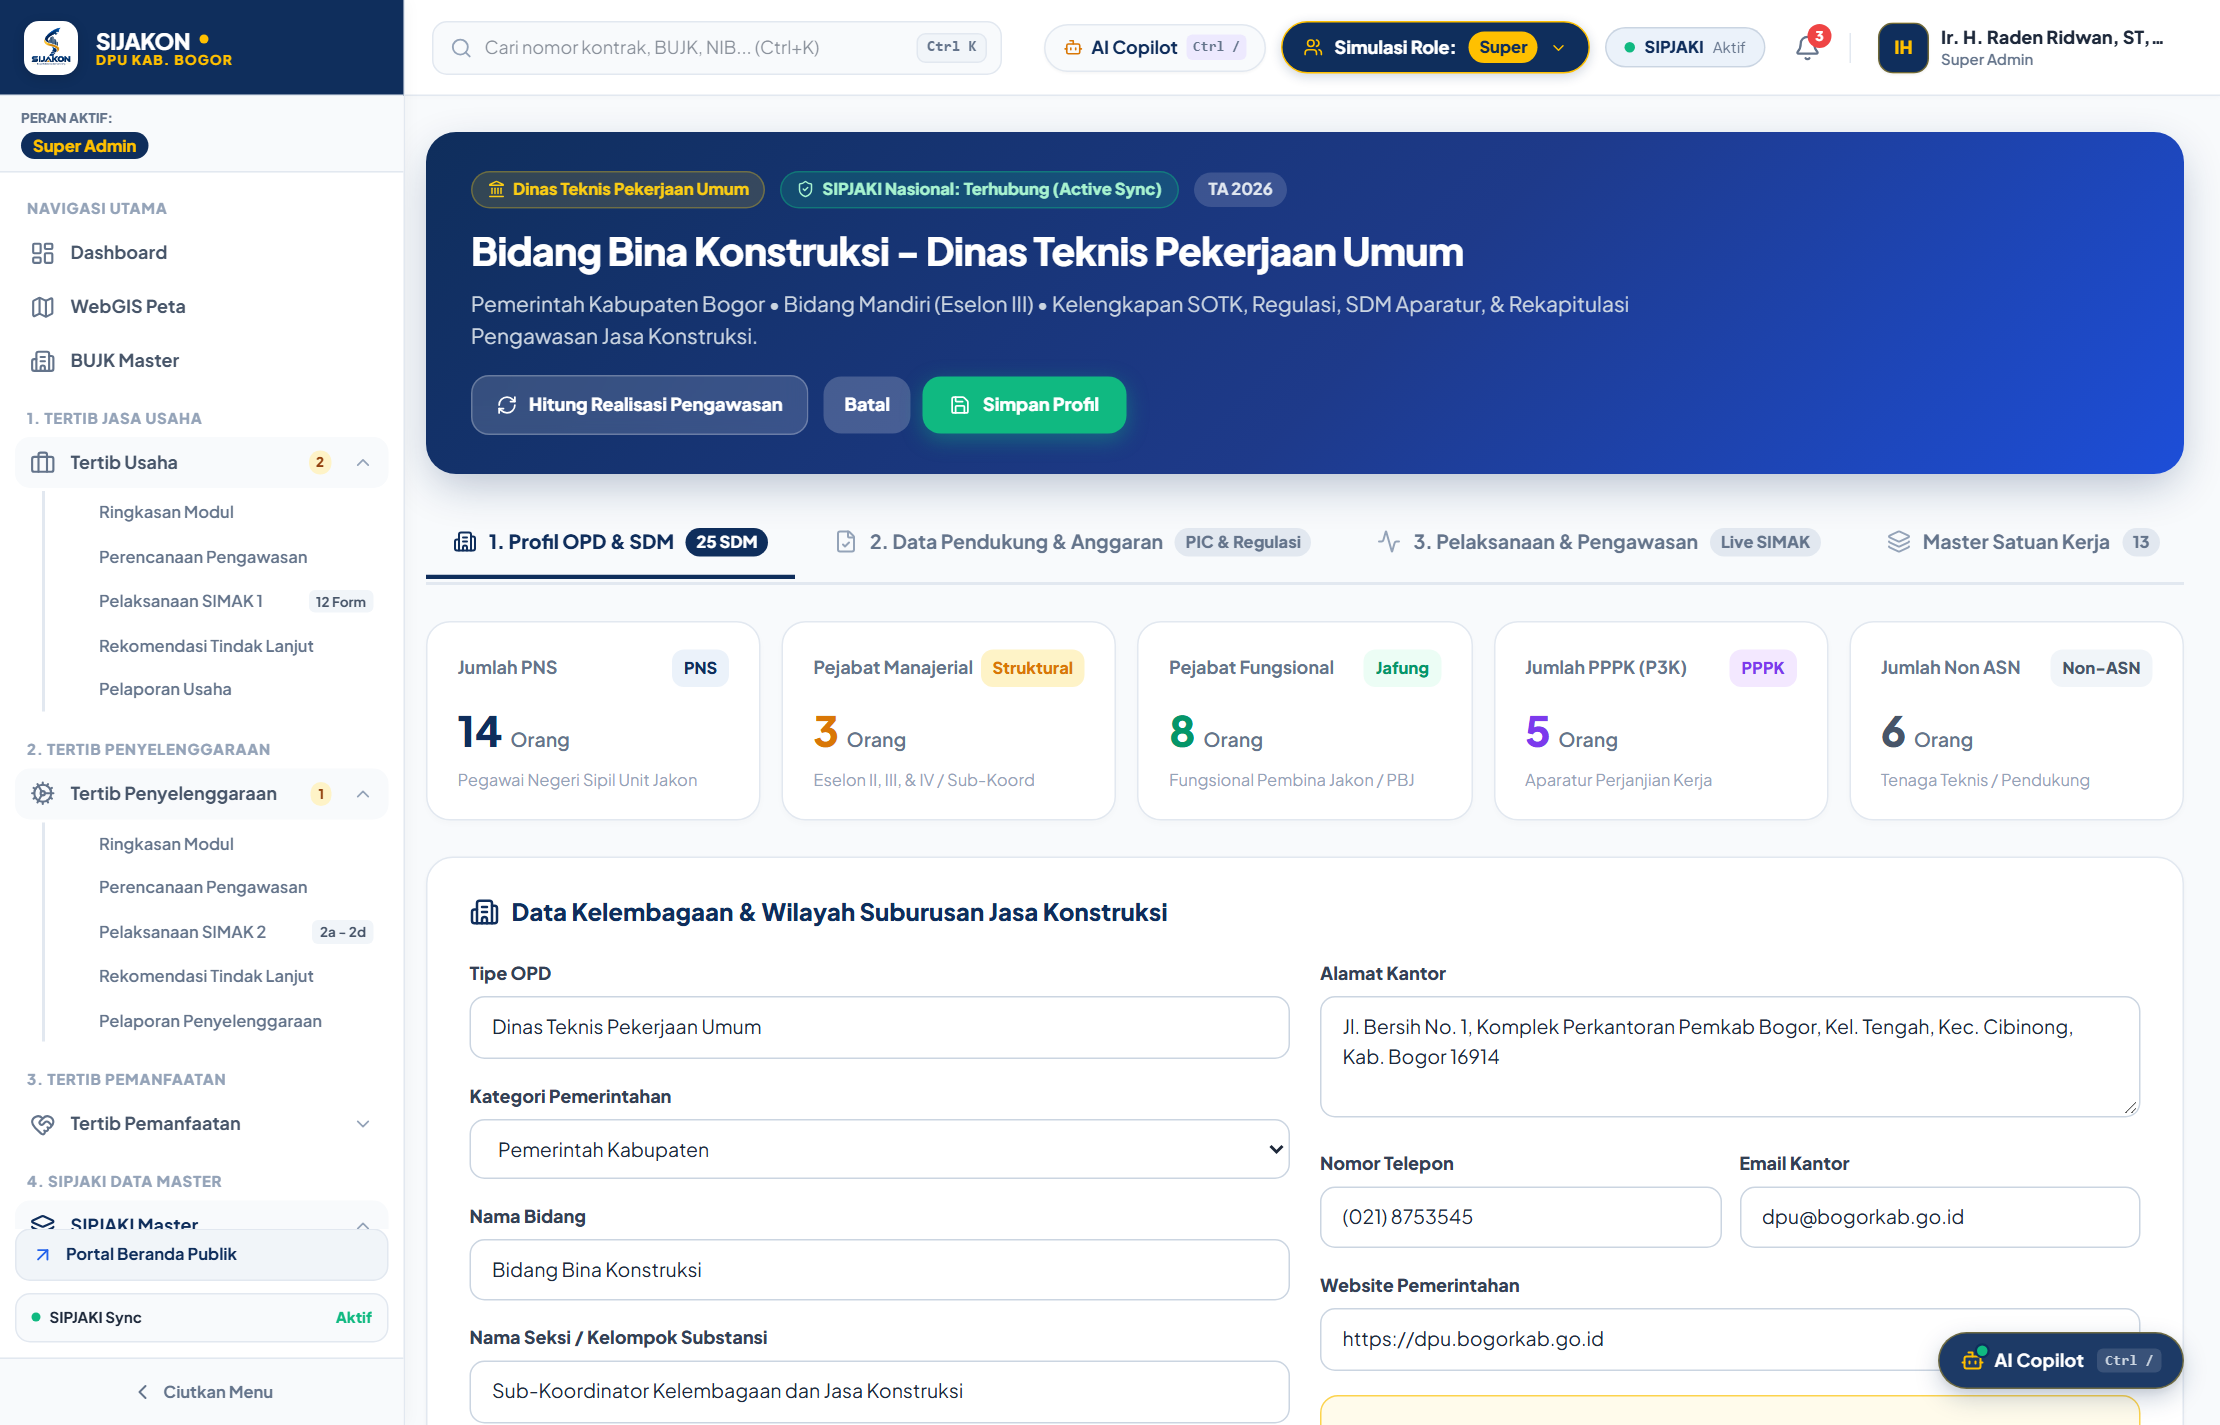 SIJAKON
SIJAKON
DPU KAB. BOGOR
Cari nomor kontrak, BUJK, NIB... (Ctrl+K)
Ctrl K
AI Copilot
Ctrl /
Simulasi Role:
Super
SIPJAKI Aktif
3
IH
Ir. H. Raden Ridwan, ST,...
Super Admin
PERAN AKTIF:
Super Admin
NAVIGASI UTAMA
Dashboard
WebGIS Peta
BUJK Master
1. TERTIB JASA USAHA
Tertib Usaha
2
Ringkasan Modul
Perencanaan Pengawasan
Pelaksanaan SIMAK 1
12 Form
Rekomendasi Tindak Lanjut
Pelaporan Usaha
2. TERTIB PENYELENGGARAAN
Tertib Penyelenggaraan
1
Ringkasan Modul
Perencanaan Pengawasan
Pelaksanaan SIMAK 2
2a - 2d
Rekomendasi Tindak Lanjut
Pelaporan Penyelenggaraan
3. TERTIB PEMANFAATAN
Tertib Pemanfaatan
4. SIPJAKI DATA MASTER
SIPJAKI Master
Portal Beranda Publik
SIPJAKI Sync
Aktif
Ciutkan Menu
Dinas Teknis Pekerjaan Umum
SIPJAKI Nasional: Terhubung (Active Sync)
TA 2026
Bidang Bina Konstruksi – Dinas Teknis Pekerjaan Umum
Pemerintah Kabupaten Bogor • Bidang Mandiri (Eselon III) • Kelengkapan SOTK, Regulasi, SDM Aparatur, & Rekapitulasi
Pengawasan Jasa Konstruksi.
Hitung Realisasi Pengawasan
Batal
Simpan Profil
1. Profil OPD & SDM
25 SDM
2. Data Pendukung & Anggaran
PIC & Regulasi
3. Pelaksanaan & Pengawasan
Live SIMAK
Master Satuan Kerja
13
Jumlah PNS
PNS
14 Orang
Pegawai Negeri Sipil Unit Jakon
Pejabat Manajerial
Struktural
3 Orang
Eselon II, III, & IV / Sub-Koord
Pejabat Fungsional
Jafung
8 Orang
Fungsional Pembina Jakon / PBJ
Jumlah PPPK (P3K)
PPPK
5 Orang
Aparatur Perjanjian Kerja
Jumlah Non ASN
Non-ASN
6 Orang
Tenaga Teknis / Pendukung
Data Kelembagaan & Wilayah Suburusan Jasa Konstruksi
Tipe OPD
Dinas Teknis Pekerjaan Umum
Kategori Pemerintahan
Pemerintah Kabupaten
Nama Bidang
Bidang Bina Konstruksi
Nama Seksi / Kelompok Substansi
Sub-Koordinator Kelembagaan dan Jasa Konstruksi
Alamat Kantor
Jl. Bersih No. 1, Komplek Perkantoran Pemkab Bogor, Kel. Tengah, Kec. Cibinong,
Kab. Bogor 16914
Nomor Telepon
(021) 8753545
Email Kantor
dpu@bogorkab.go.id
Website Pemerintahan
https://dpu.bogorkab.go.id
AI Copilot
Ctrl /